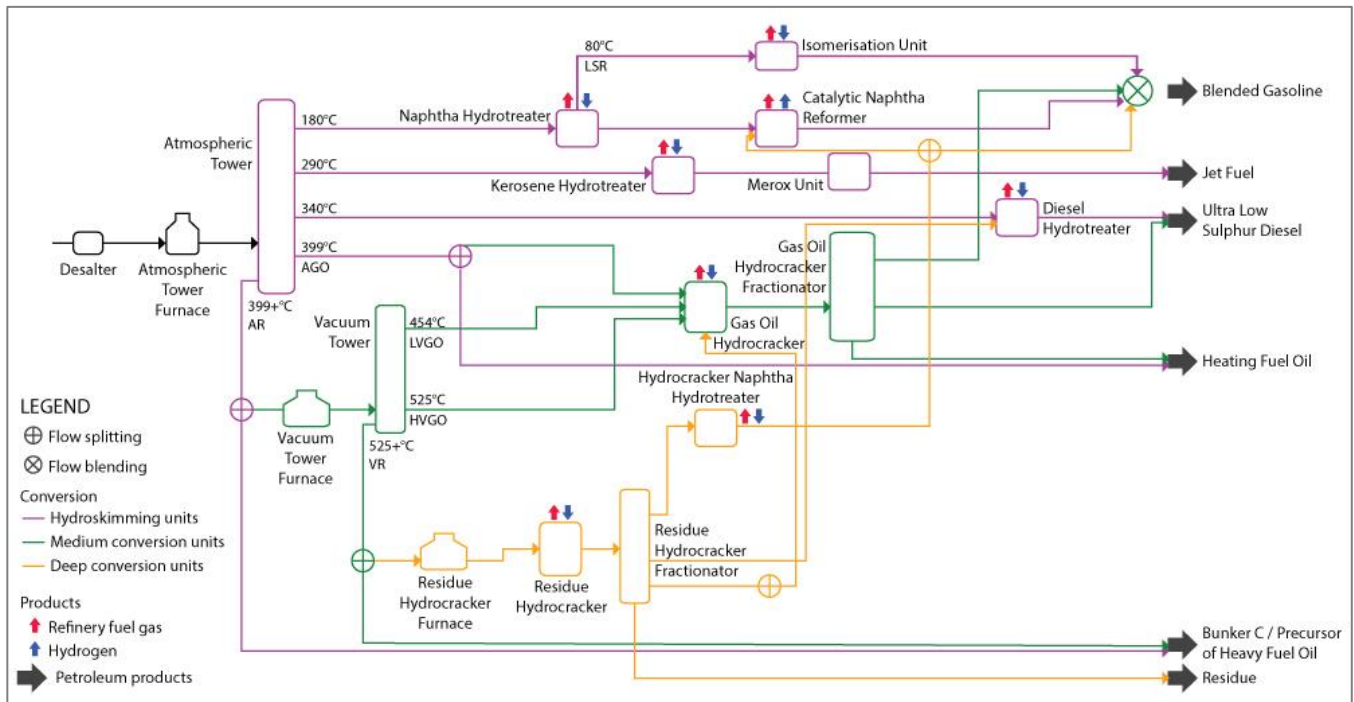 80°C
LSR
Isomerisation Unit
Blended Gasoline
Catalytic Naphtha
Reformer
Naphtha Hydrotreater
180°C
Atmospheric
Tower
290°C
Kerosene Hydrotreater
Merox Unit
Jet Fuel
340°C
Diesel
Hydrotreater
Ultra Low
Sulphur Diesel
399°C
AGO
Desalter
Atmospheric
Tower
Furnace
Gas Oil
Hydrocracker
Fractionator
399+°C
AR
Vacuum
Tower
454°C
LVGO
Gas Oil
Hydrocracker
Heating Fuel Oil
Hydrocracker Naphtha
Hydrotreater
525°C
HVGO
Vacuum
Tower
Furnace
525+°C
VR
LEGEND
Flow splitting
Flow blending
Conversion
Hydroskimming units
Medium conversion units
Deep conversion units
Products
Refinery fuel gas
Hydrogen
Petroleum products
Residue
Hydrocracker
Furnace
Residue
Hydrocracker
Residue
Hydrocracker
Fractionator
Bunker C / Precursor
of Heavy Fuel Oil
Residue